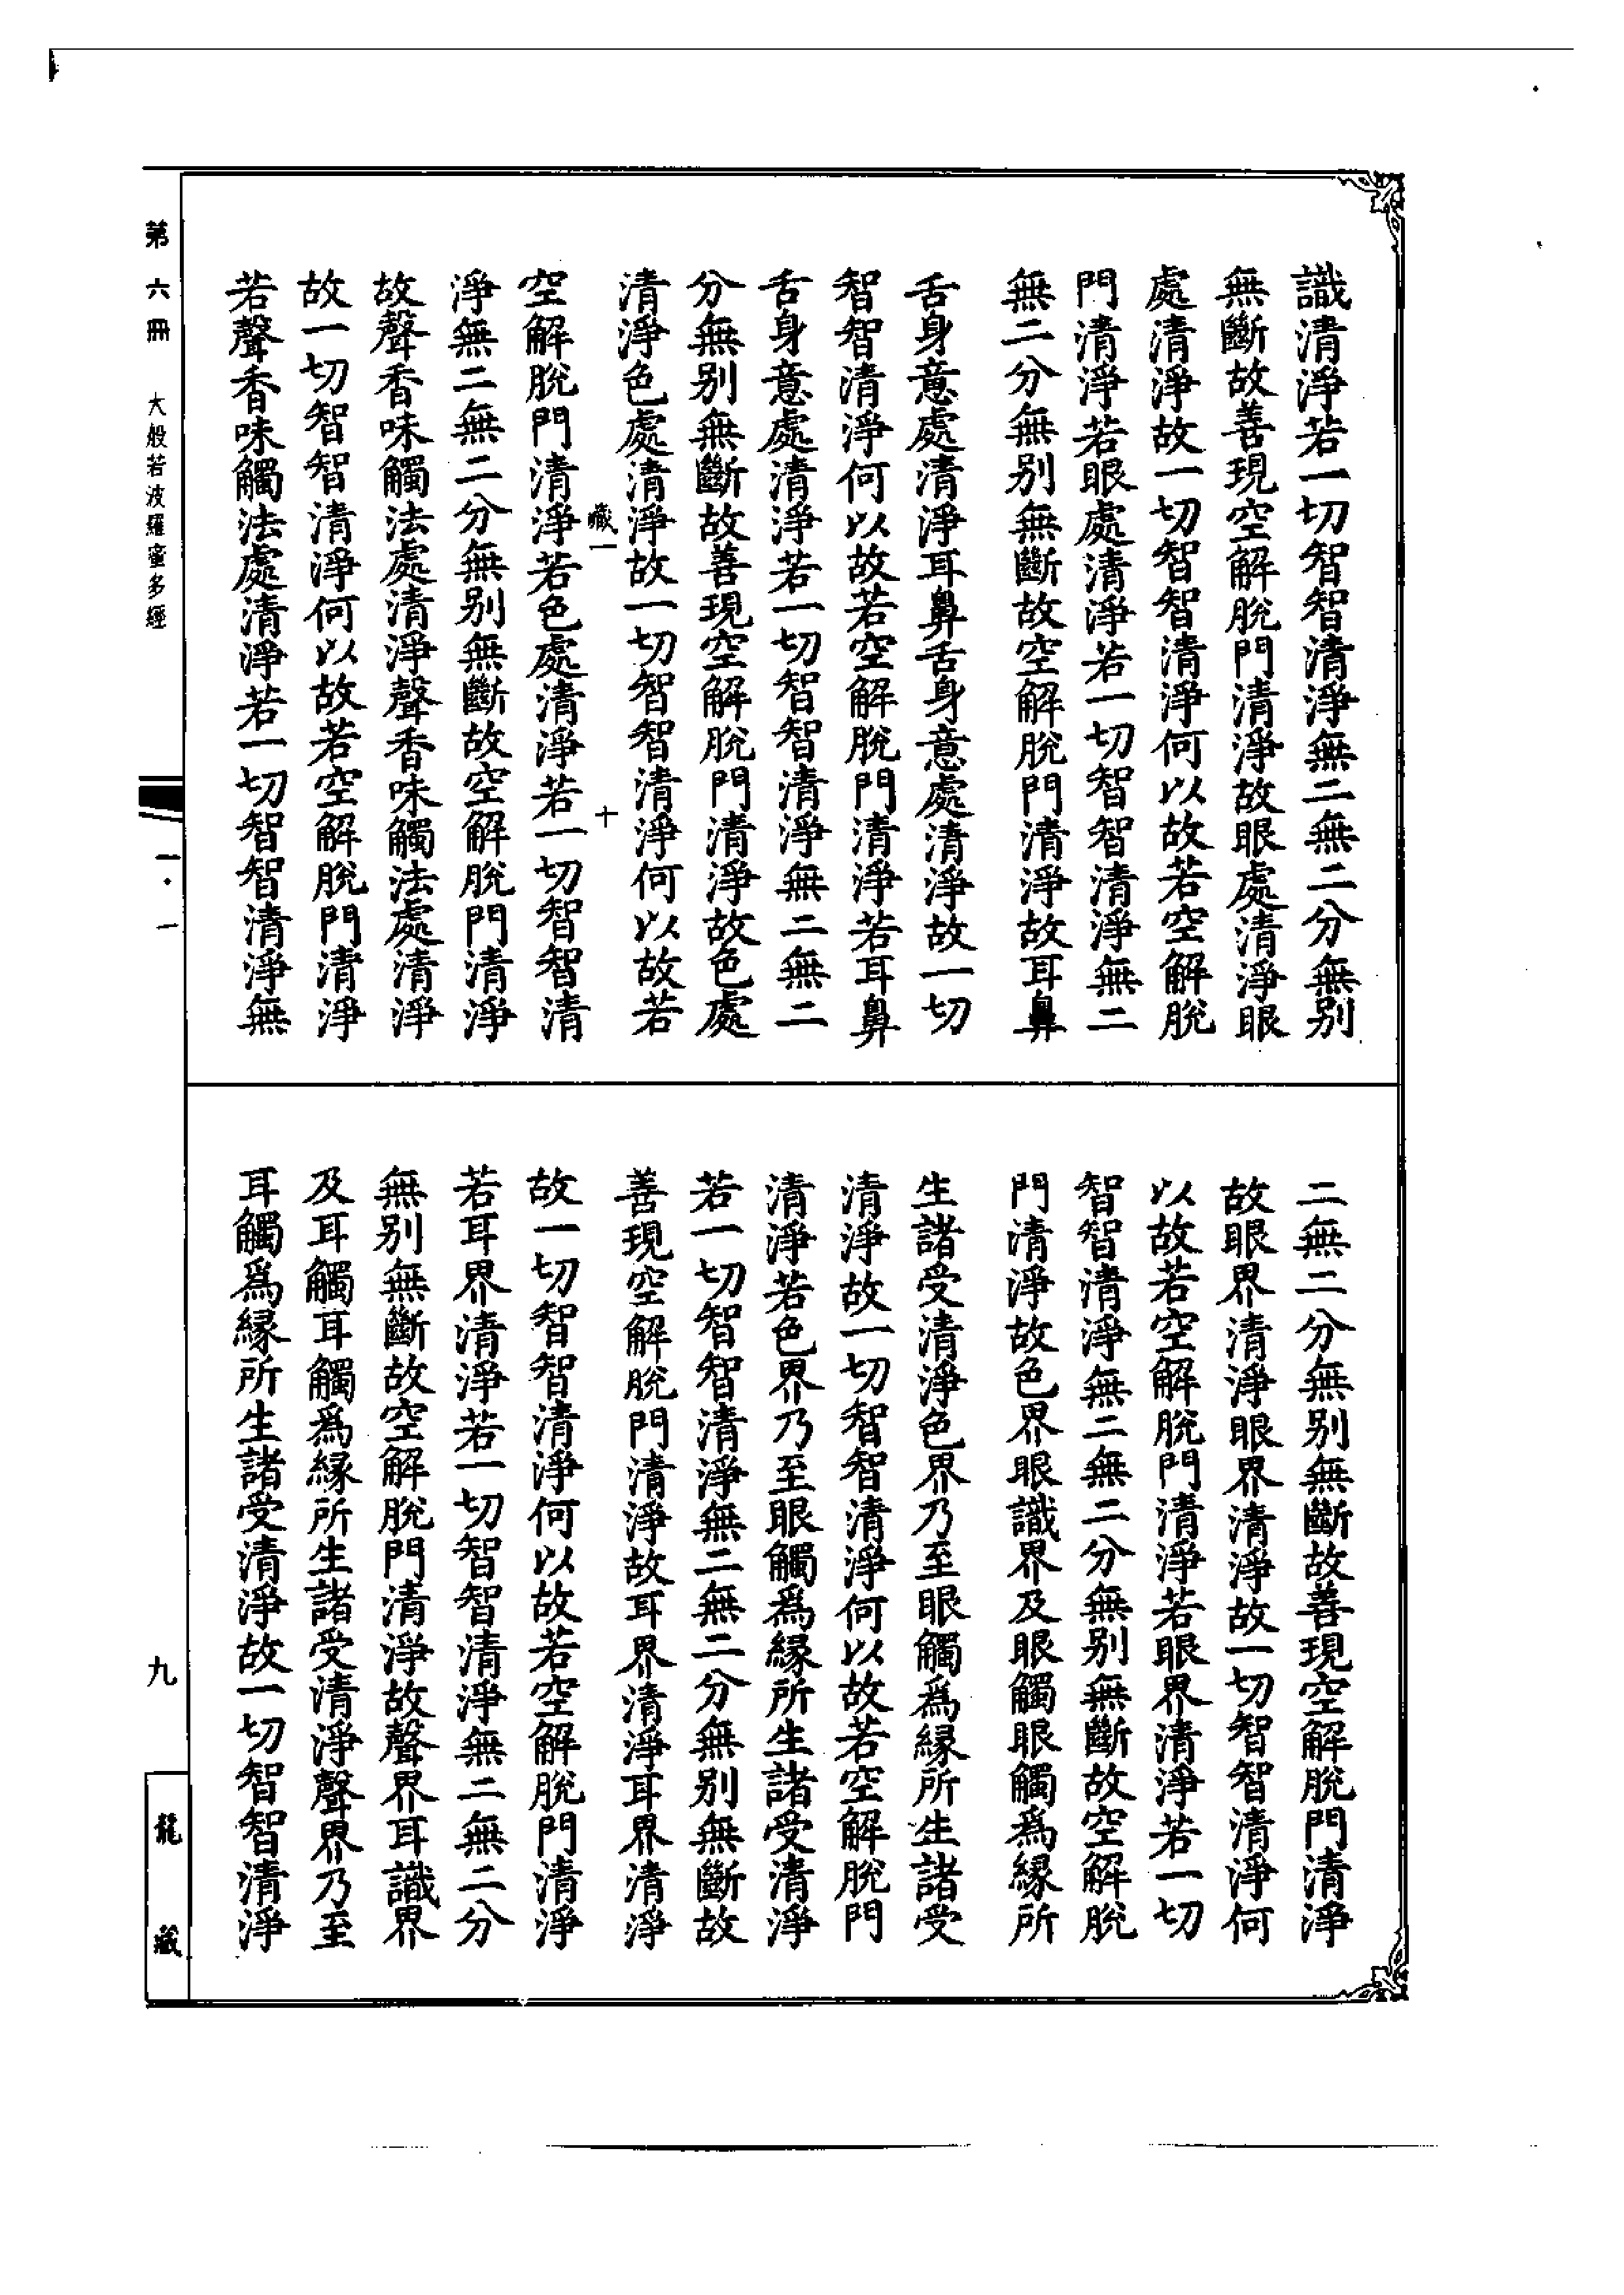 識清淨若一切智智清淨無二無二分無別
無斷故善現空解脫門清淨故眼處清淨眼
處清淨故一切智智清淨何以故若空解脫
門清淨若眼處清淨若一切智智清淨無二
無二分無別無斷故空解脫門清淨故耳鼻
舌身意處清淨耳鼻舌身意處清淨故一切
智智清淨何以故若空解脫門清淨若耳鼻
舌身意處清淨若一切智智清淨無二無二
分無別無斷故善現空解脫門清淨故色處
清淨色處清淨故一切智智清淨何以故若
藏一 十
空解脫門清淨若色處清淨若一切智智清
淨無二無二分無別無斷故空解脫門清淨
故聲香味觸法處清淨聲香味觸法處清淨
故一切智智清淨何以故若空解脫門清淨
若聲香味觸法處清淨若一切智智清淨無
二無二分無別無斷故善現空解脫門清淨
故眼界清淨眼界清淨故一切智智清淨何
以故若空解脫門清淨若眼界清淨若一切
智智清淨無二無二分無別無斷故空解脫
門清淨故色界眼識界及眼觸眼觸爲縁所
生諸受清淨色界乃至眼觸爲縁所生諸受
清淨故一切智智清淨何以故若空解脫門
清淨若色界乃至眼觸爲縁所生諸受清淨
若一切智智清淨無二無二分無別無斷故
善現空解脫門清淨故耳界清淨耳界清淨
故一切智智清淨何以故若空解脫門清淨
若耳界清淨若一切智智清淨無二無二分
無別無斷故空解脫門清淨故聲界耳識界
及耳觸耳觸爲縁所生諸受清淨聲界乃至
耳觸爲縁所生諸受清淨故一切智智清淨
第六冊 大般若波羅蜜多經 一·一 九 龍藏